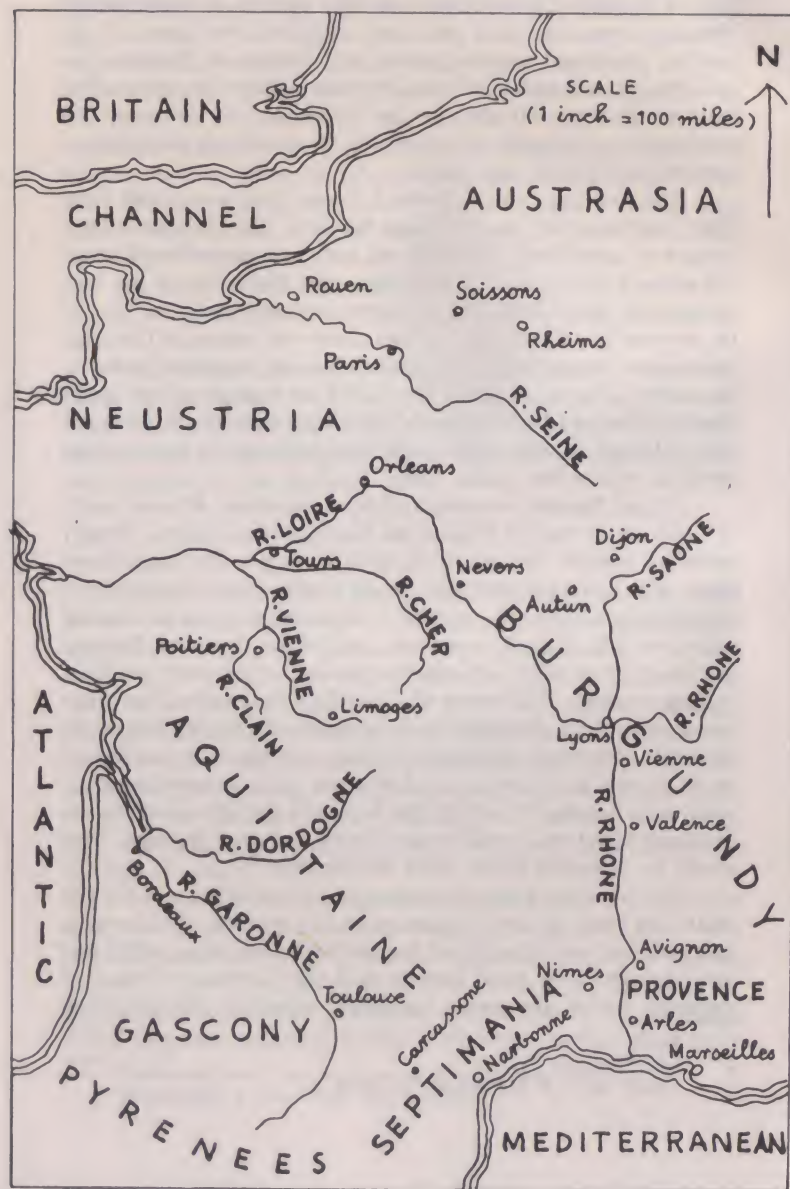 N
SCALE
(1 inch = 100 miles)
BRITAIN
CHANNEL
AUSTRASIA
Rouen
Soissons
Rheims
Paris
R. SEINE
NEUSTRIA
Orleans
R. LOIRE
Tours
Dijon
R. SAÔNE
Nevers
Autun
R. CHER
R. VIENNE
Poitiers
R. CLAIN
Limoges
BURGUNDY
R. RHONE
Lyons
Vienne
ATLANTIC
AQUITAINE
R. DORDOGNE
Valence
R. RHONE
Bordeaux
R. GARONNE
Toulouce
Avignon
Nimes
PROVENCE
Arles
Marseilles
GASCONY
Carcassone
SEPTIMANIA
Narbonne
PYRENEES
MEDITERRANEAN